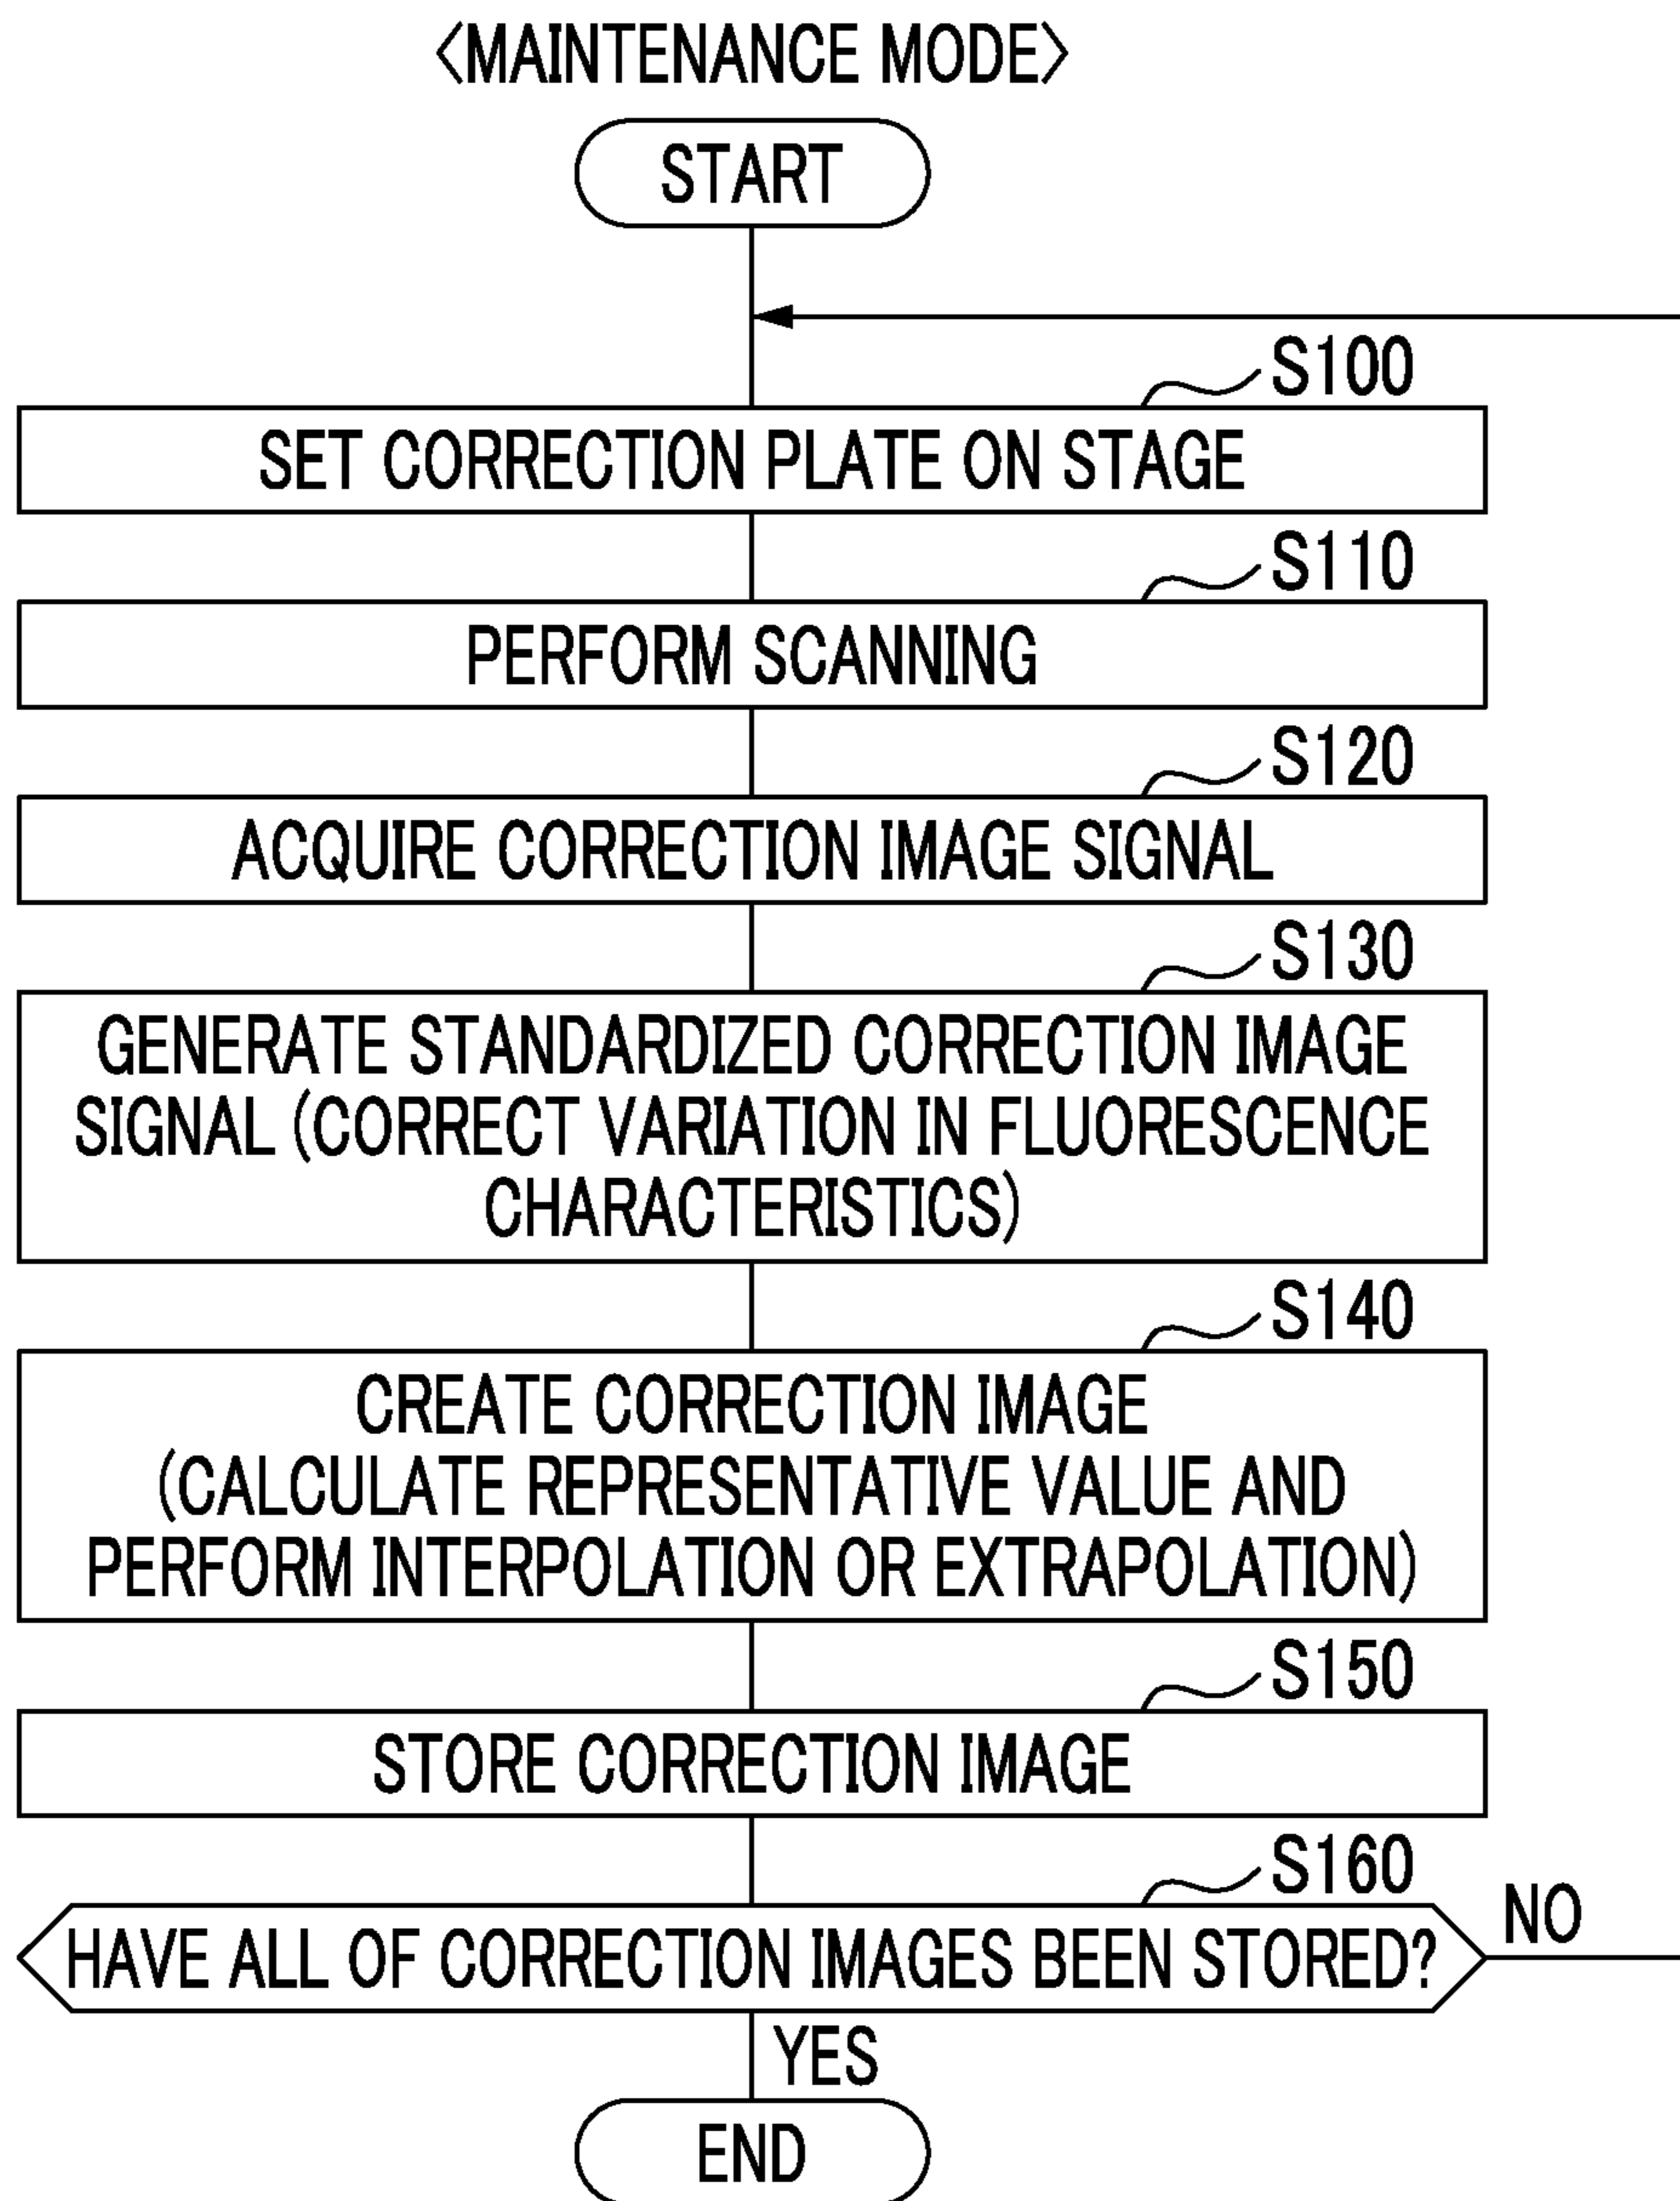 <MAINTENANCE MODE>
START
S100
SET CORRECTION PLATE ON STAGE
S110
PERFORM SCANNING
S120
ACQUIRE CORRECTION IMAGE SIGNAL
S130
GENERATE STANDARDIZED CORRECTION IMAGE
SIGNAL (CORRECT VARIATION IN FLUORESCENCE
CHARACTERISTICS)
S140
CREATE CORRECTION IMAGE
(CALCULATE REPRESENTATIVE VALUE AND
PERFORM INTERPOLATION OR EXTRAPOLATION)
S150
STORE CORRECTION IMAGE
S160
HAVE ALL OF CORRECTION IMAGES BEEN STORED?
NO
YES
END